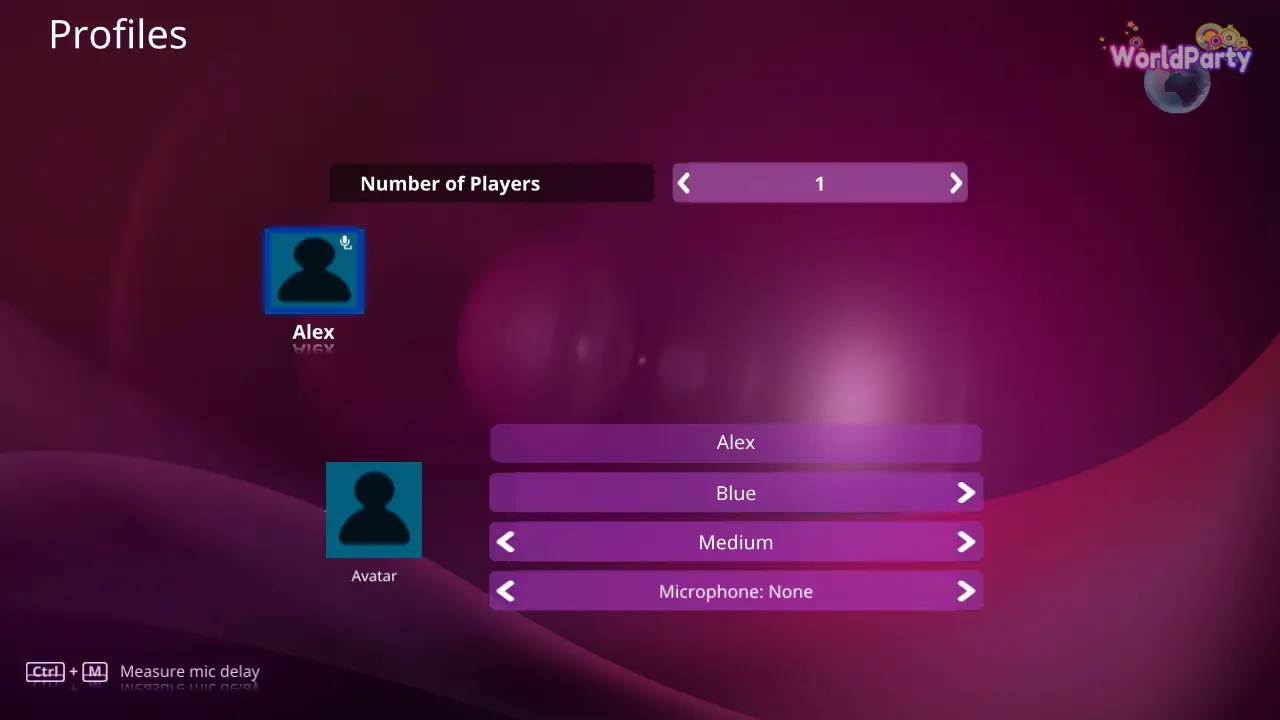 Profiles
WorldParty
Number of Players
1
Alex
Alex
Blue
Medium
Microphone: None
Avatar
Ctrl + M Measure mic delay